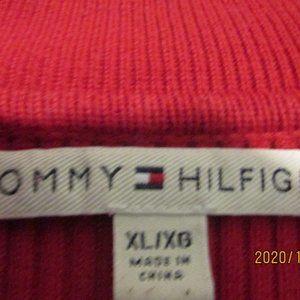 OMMY HILFIG
XL/XG
MADE IN
CHINA
2020/1